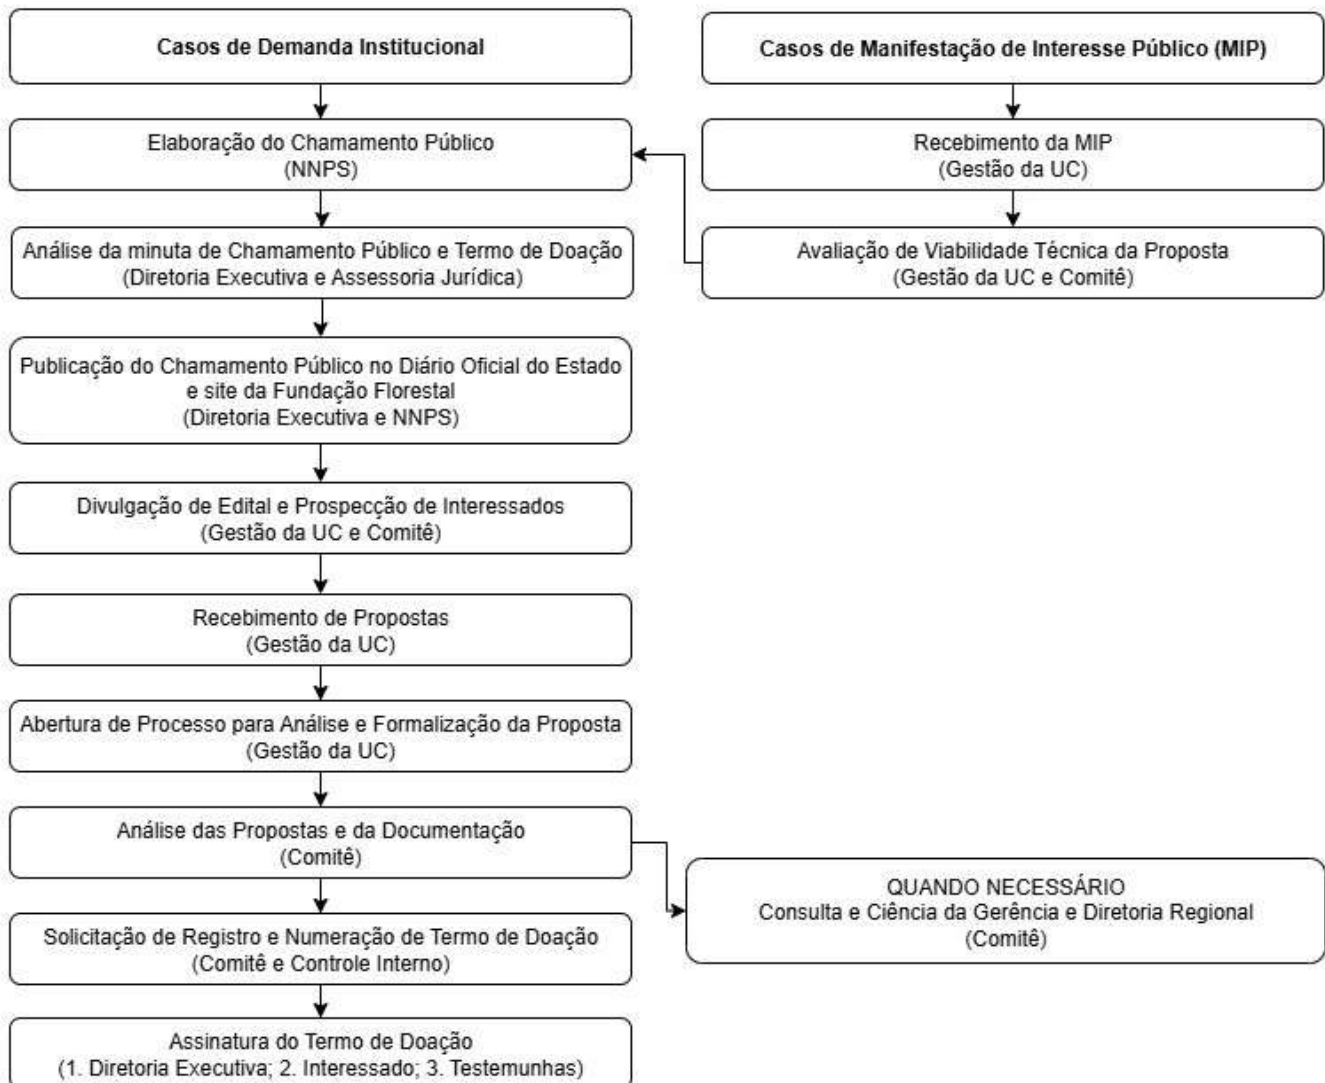 Casos de Demanda Institucional
Casos de Manifestação de Interesse Público (MIP)
Elaboração do Chamamento Público
(NNPS)
Recebimento da MIP
(Gestão da UC)
Análise da minuta de Chamamento Público e Termo de Doação
(Diretoria Executiva e Assessoria Jurídica)
Avaliação de Viabilidade Técnica da Proposta
(Gestão da UC e Comitê)
Publicação do Chamamento Público no Diário Oficial do Estado
e site da Fundação Florestal
(Diretoria Executiva e NNPS)
Divulgação de Edital e Prospecção de Interessados
(Gestão da UC e Comitê)
Recebimento de Propostas
(Gestão da UC)
Abertura de Processo para Análise e Formalização da Proposta
(Gestão da UC)
Análise das Propostas e da Documentação
(Comitê)
QUANDO NECESSÁRIO
Consulta e Ciência da Gerência e Diretoria Regional
(Comitê)
Solicitação de Registro e Numeração de Termo de Doação
(Comitê e Controle Interno)
Assinatura do Termo de Doação
(1. Diretoria Executiva; 2. Interessado; 3. Testemunhas)